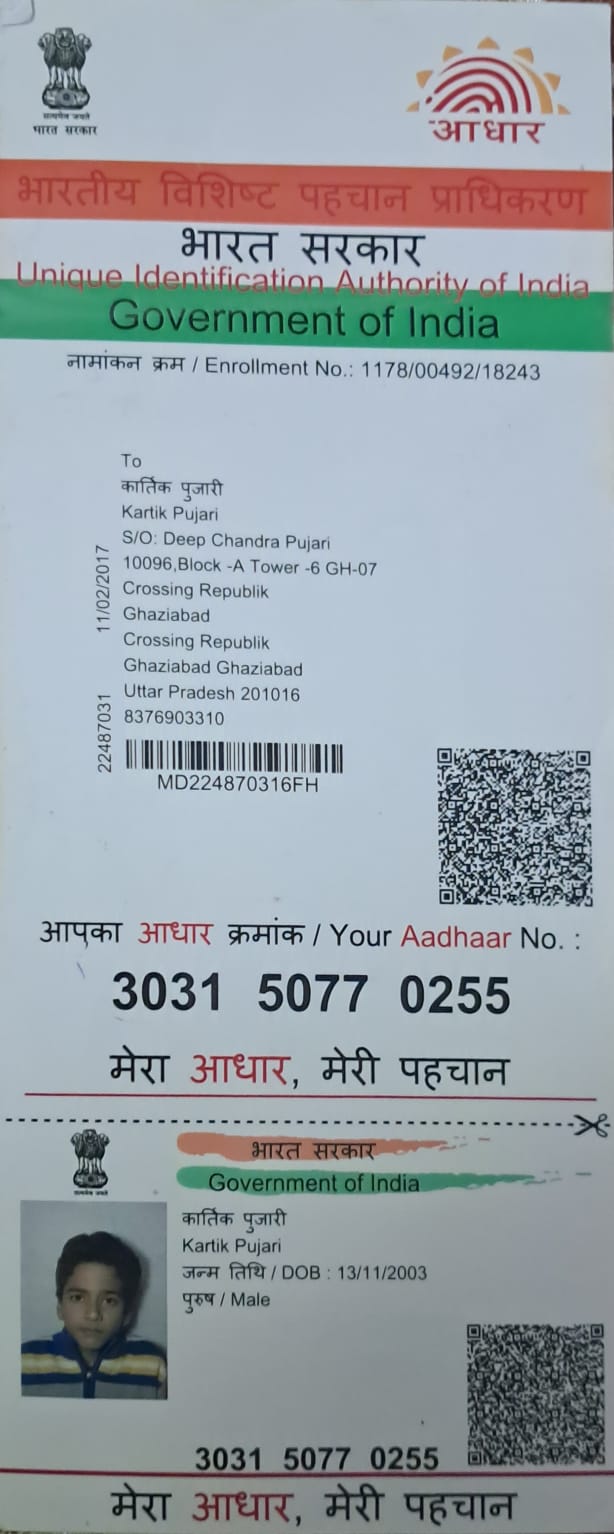 सत्यमेव जयते
भारत सरकार
आधार
भारतीय विशिष्ट पहचान प्राधिकरण
भारत सरकार
Unique Identification Authority of India
Government of India
नामांकन क्रम / Enrollment No.: 1178/00492/18243
To
कार्तिक पुजारी
Kartik Pujari
S/O: Deep Chandra Pujari
10096,Block -A Tower -6 GH-07
Crossing Republik
Ghaziabad
Crossing Republik
Ghaziabad Ghaziabad
Uttar Pradesh 201016
8376903310
22487031 11/02/2017
MD224870316FH
आपका आधार क्रमांक / Your Aadhaar No. :
3031 5077 0255
मेरा आधार, मेरी पहचान
सत्यमेव जयते
भारत सरकार
Government of India
कार्तिक पुजारी
Kartik Pujari
जन्म तिथि / DOB : 13/11/2003
पुरुष / Male
3031 5077 0255
मेरा आधार, मेरी पहचान